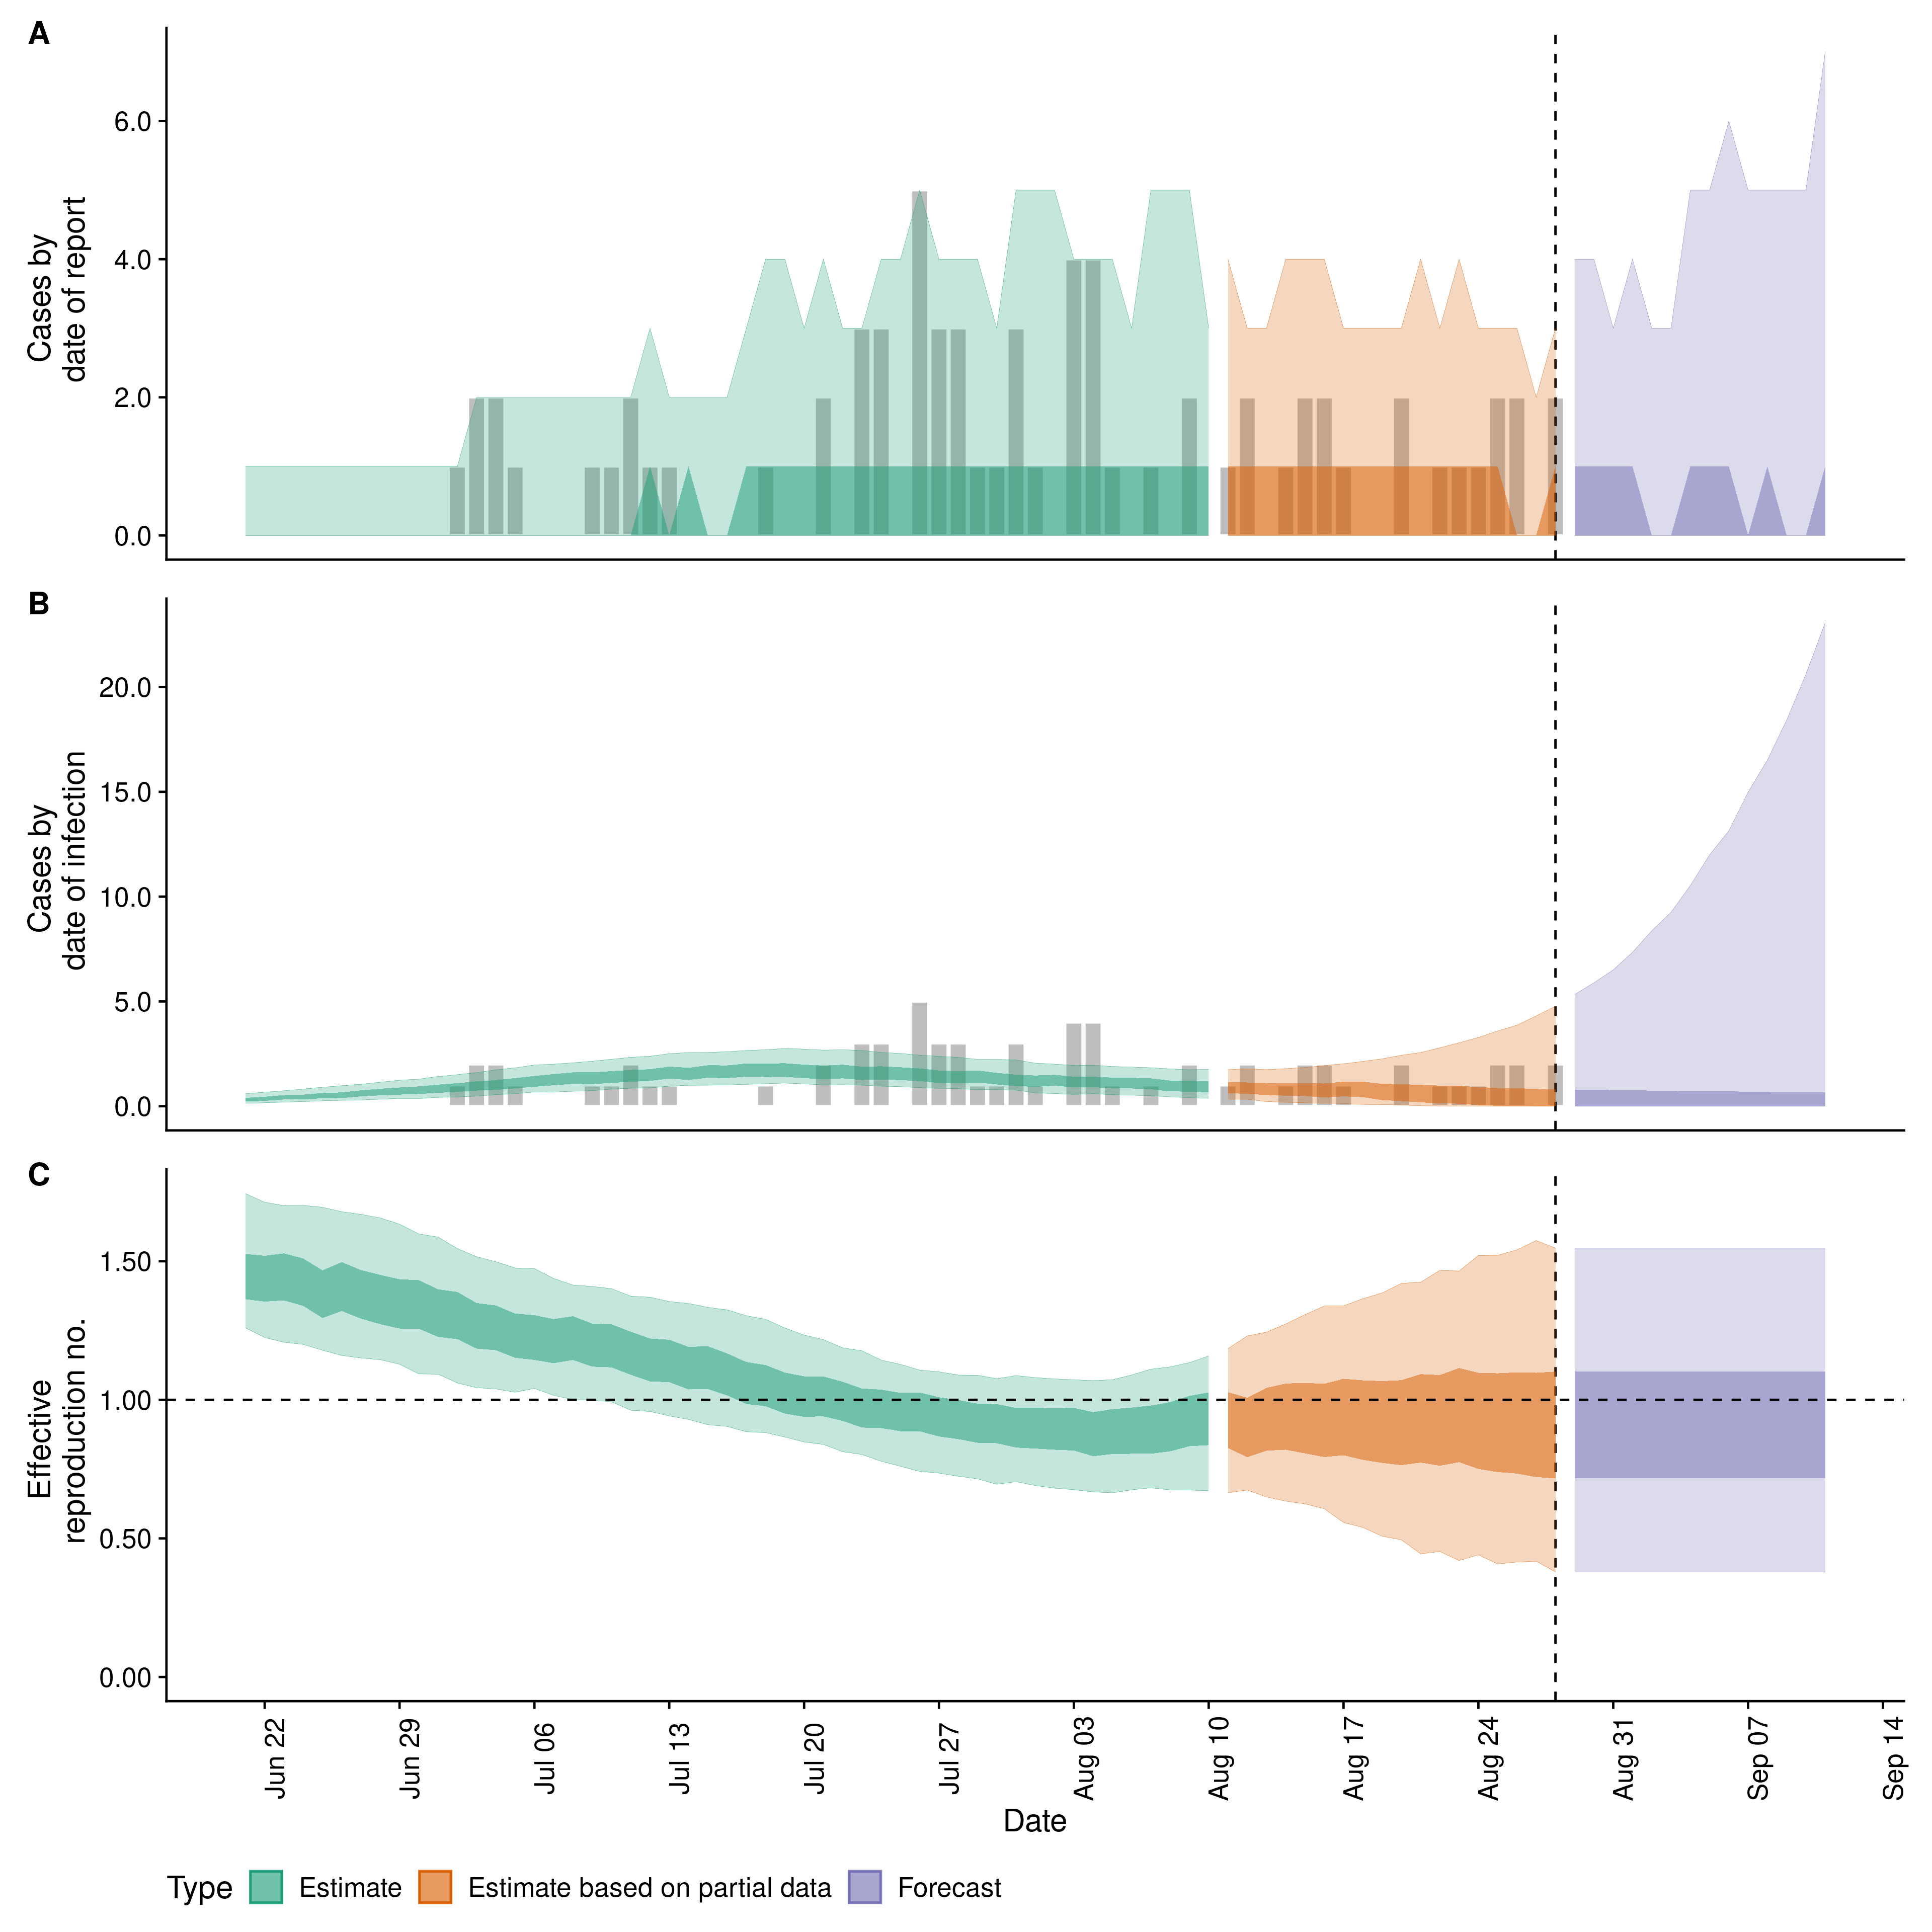 A
Cases by
date of report
6.0
4.0
2.0
0.0
B
Cases by
date of infection
20.0
15.0
10.0
5.0
0.0
C
Effective
reproduction no.
1.50
1.00
0.50
0.00
Jun 22
Jun 29
Jul 06
Jul 13
Jul 20
Jul 27
Aug 03
Aug 10
Aug 17
Aug 24
Aug 31
Sep 07
Sep 14
Date
Type Estimate Estimate based on partial data Forecast